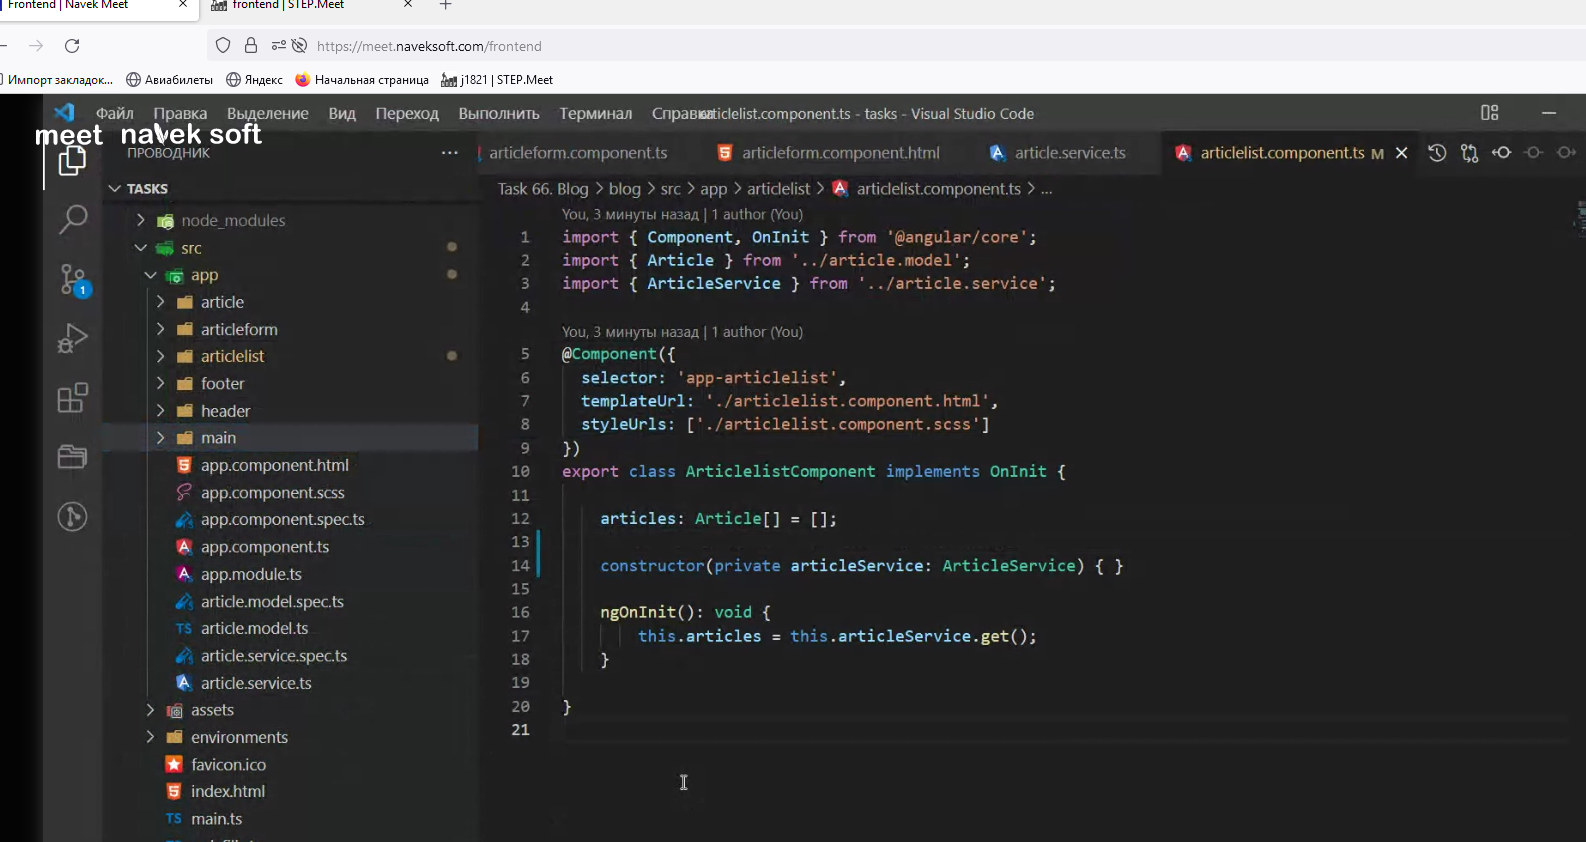 Frontend | Navek Meet
frontend | STEP.Meet
https://meet.naveksoft.com/frontend
Импорт закладок... Авиабилеты Яндекс Начальная страница j1821 | STEP.Meet
Файл Правка Выделение Вид Переход Выполнить Терминал Справка articlelist.component.ts - tasks - Visual Studio Code
meet navek soft
ПРОВОДНИК
articleform.component.ts articleform.component.html article.service.ts articlelist.component.ts M
TASKS
Task 66. Blog > blog > src > app > articlelist > articlelist.component.ts > ...
node_modules
src
app
article
articleform
articlelist
footer
header
main
app.component.html
app.component.scss
app.component.spec.ts
app.component.ts
app.module.ts
article.model.spec.ts
article.model.ts
article.service.spec.ts
article.service.ts
assets
environments
favicon.ico
index.html
main.ts
1
You, 3 минуты назад | 1 author (You)
1 import { Component, OnInit } from '@angular/core';
2 import { Article } from '../article.model';
3 import { ArticleService } from '../article.service';
4
You, 3 минуты назад | 1 author (You)
5 @Component({
6 selector: 'app-articlelist',
7 templateUrl: './articlelist.component.html',
8 styleUrls: ['./articlelist.component.scss']
9 })
10 export class ArticlelistComponent implements OnInit {
11
12 articles: Article[] = [];
13
14 constructor(private articleService: ArticleService) { }
15
16 ngOnInit(): void {
17 this.articles = this.articleService.get();
18 }
19
20 }
21